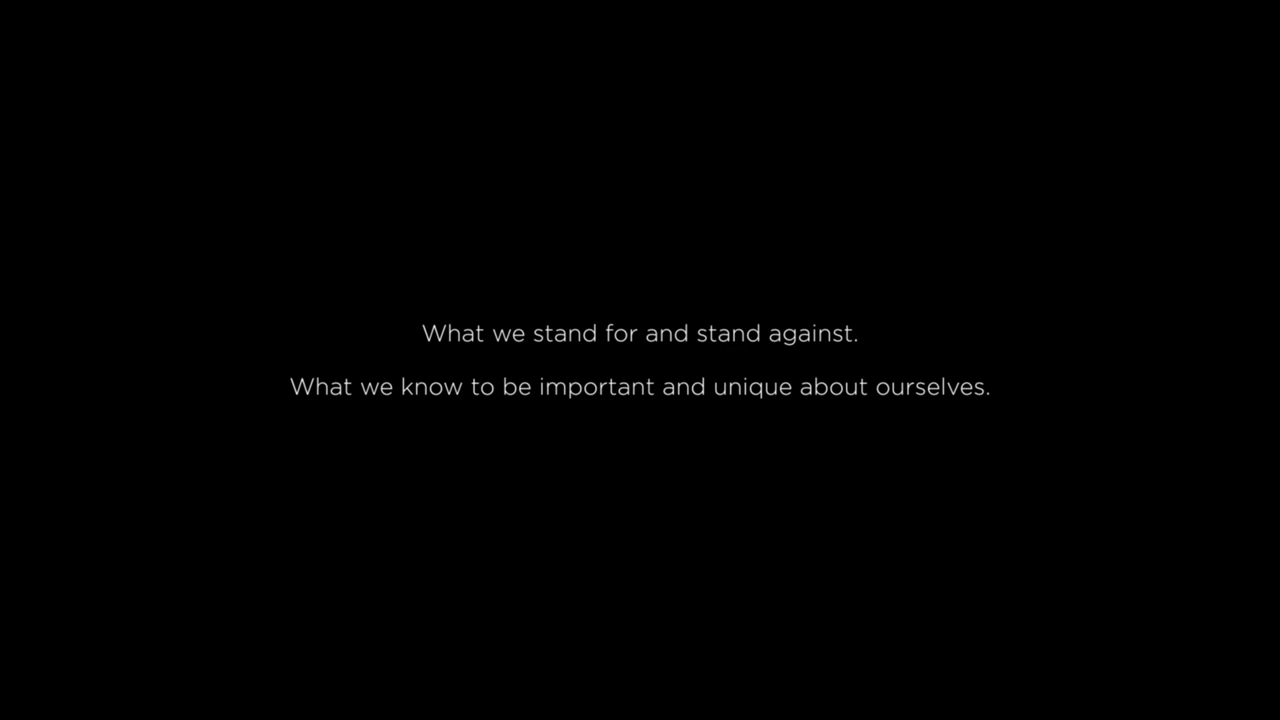 What we stand for and stand against.
What we know to be important and unique about ourselves.